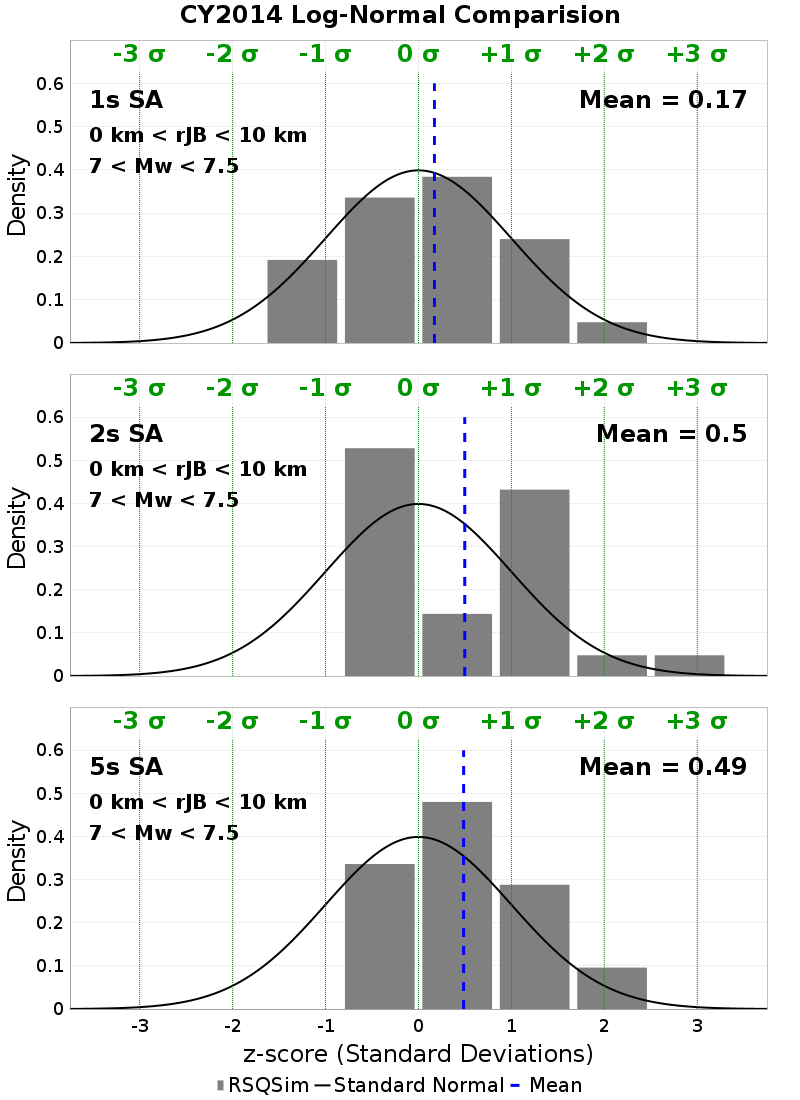 CY2014 Log-Normal Comparision
-3 σ -2 σ -1 σ 0 σ +1 σ +2 σ +3 σ
0.6
1s SA Mean = 0.17
0.5
0 km < rJB < 10 km
7 < Mw < 7.5
0.4
0.3
0.2
0.1
0
Density
-3 σ -2 σ -1 σ 0 σ +1 σ +2 σ +3 σ
0.6
2s SA Mean = 0.5
0.5
0 km < rJB < 10 km
7 < Mw < 7.5
0.4
0.3
0.2
0.1
0
Density
-3 σ -2 σ -1 σ 0 σ +1 σ +2 σ +3 σ
0.6
5s SA Mean = 0.49
0.5
0 km < rJB < 10 km
7 < Mw < 7.5
0.4
0.3
0.2
0.1
0
Density
-3 -2 -1 0 1 2 3
z-score (Standard Deviations)
RSQSim Standard Normal Mean